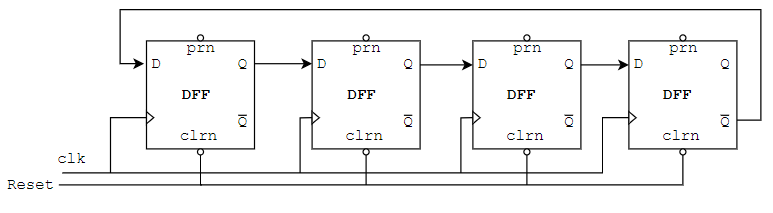 prn prn prn prn
D Q D Q D Q D Q
DFF DFF DFF DFF
Q̅ Q̅ Q̅ Q̅
clrn clrn clrn clrn
clk
Reset